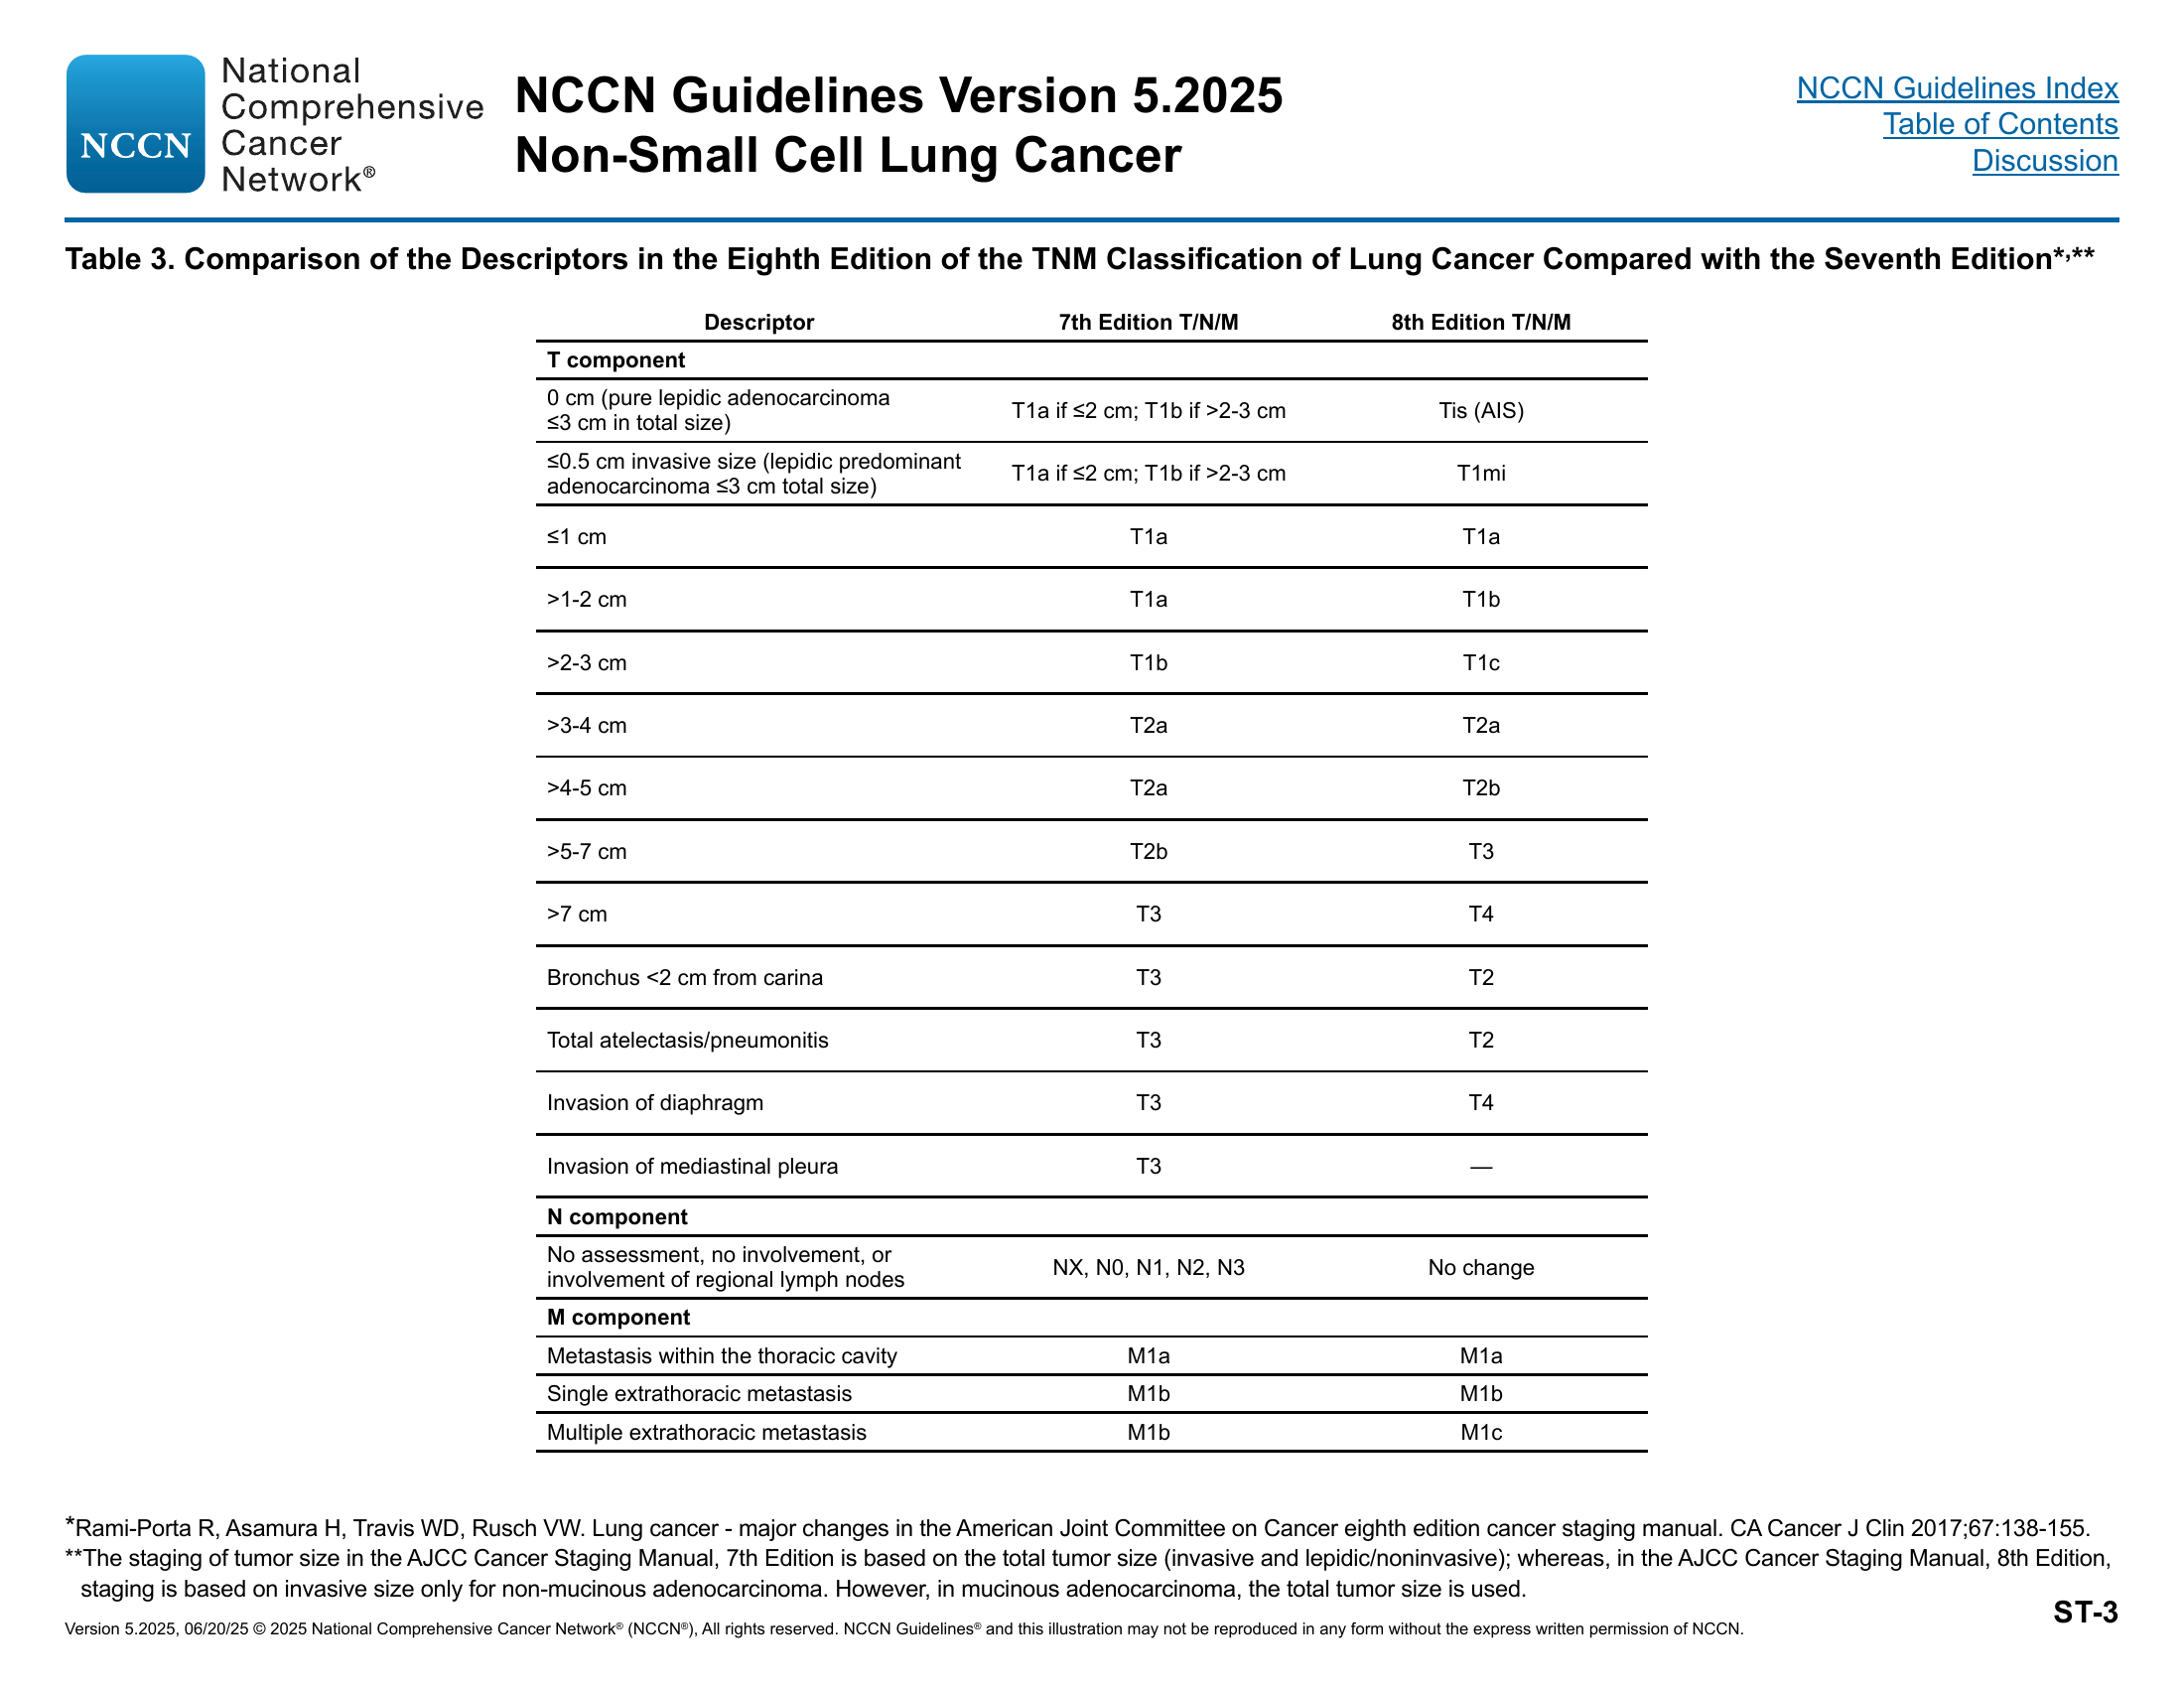 NCCN
National
Comprehensive
Cancer
Network®
NCCN Guidelines Version 5.2025
Non-Small Cell Lung Cancer
NCCN Guidelines Index
Table of Contents
Discussion
Table 3. Comparison of the Descriptors in the Eighth Edition of the TNM Classification of Lung Cancer Compared with the Seventh Edition*,**
Descriptor 7th Edition T/N/M 8th Edition T/N/M
T component
0 cm (pure lepidic adenocarcinoma
≤3 cm in total size) T1a if ≤2 cm; T1b if >2-3 cm Tis (AIS)
≤0.5 cm invasive size (lepidic predominant
adenocarcinoma ≤3 cm total size) T1a if ≤2 cm; T1b if >2-3 cm T1mi
≤1 cm T1a T1a
>1-2 cm T1a T1b
>2-3 cm T1b T1c
>3-4 cm T2a T2a
>4-5 cm T2a T2b
>5-7 cm T2b T3
>7 cm T3 T4
Bronchus <2 cm from carina T3 T2
Total atelectasis/pneumonitis T3 T2
Invasion of diaphragm T3 T4
Invasion of mediastinal pleura T3 —
N component
No assessment, no involvement, or
involvement of regional lymph nodes NX, N0, N1, N2, N3 No change
M component
Metastasis within the thoracic cavity M1a M1a
Single extrathoracic metastasis M1b M1b
Multiple extrathoracic metastasis M1b M1c
*Rami-Porta R, Asamura H, Travis WD, Rusch VW. Lung cancer - major changes in the American Joint Committee on Cancer eighth edition cancer staging manual. CA Cancer J Clin 2017;67:138-155.
**The staging of tumor size in the AJCC Cancer Staging Manual, 7th Edition is based on the total tumor size (invasive and lepidic/noninvasive); whereas, in the AJCC Cancer Staging Manual, 8th Edition,
staging is based on invasive size only for non-mucinous adenocarcinoma. However, in mucinous adenocarcinoma, the total tumor size is used.
ST-3
Version 5.2025, 06/20/25 © 2025 National Comprehensive Cancer Network® (NCCN®), All rights reserved. NCCN Guidelines® and this illustration may not be reproduced in any form without the express written permission of NCCN.